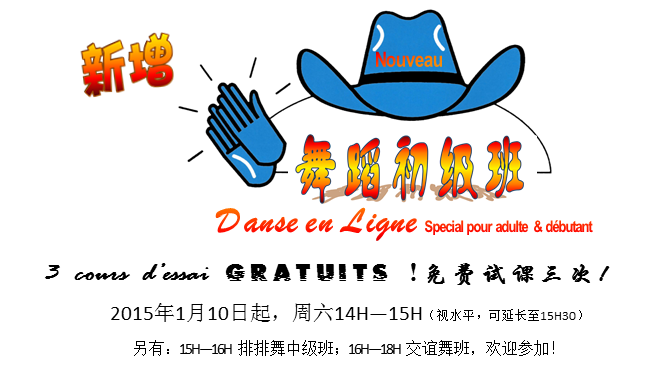 新增
Nouveau
舞蹈初级班
Danse en Ligne Special pour adulte & débutant
3 cours d'essai GRATUITS !免费试课三次!
2015年1月10日起，周六14H—15H（视水平，可延长至15H30）
另有：15H—16H 排排舞中级班；16H—18H 交谊舞班，欢迎参加!